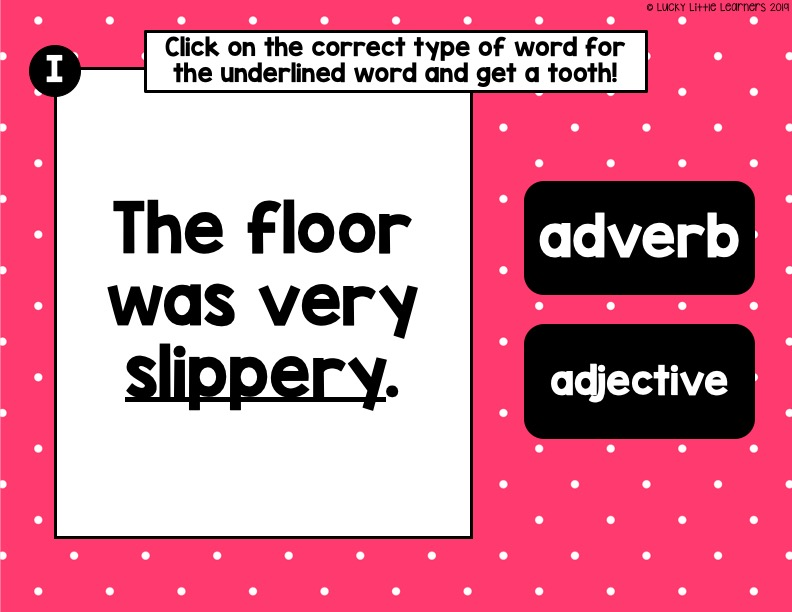 © Lucky Little Learners 2019
Click on the correct type of word for
the underlined word and get a tooth!
1
The floor
was very
slippery.
adverb
adjective